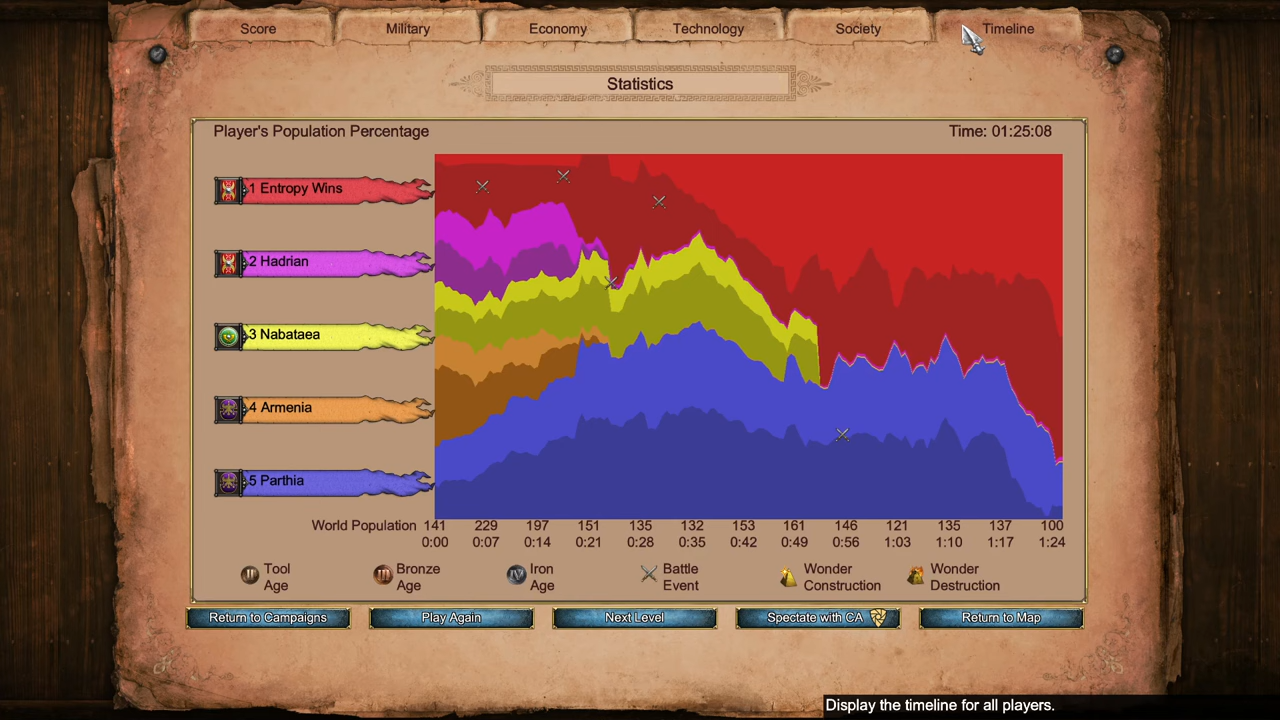 Score Military Economy Technology Society Timeline
Statistics
Player's Population Percentage Time: 01:25:08
1 Entropy Wins
2 Hadrian
3 Nabataea
4 Armenia
5 Parthia
World Population 141 229 197 151 135 132 153 161 146 121 135 137 100
0:00 0:07 0:14 0:21 0:28 0:35 0:42 0:49 0:56 1:03 1:10 1:17 1:24
Tool Age
Bronze Age
Iron Age
Battle Event
Wonder Construction
Wonder Destruction
Return to Campaigns Play Again Next Level Spectate with CA Return to Map
Display the timeline for all players.